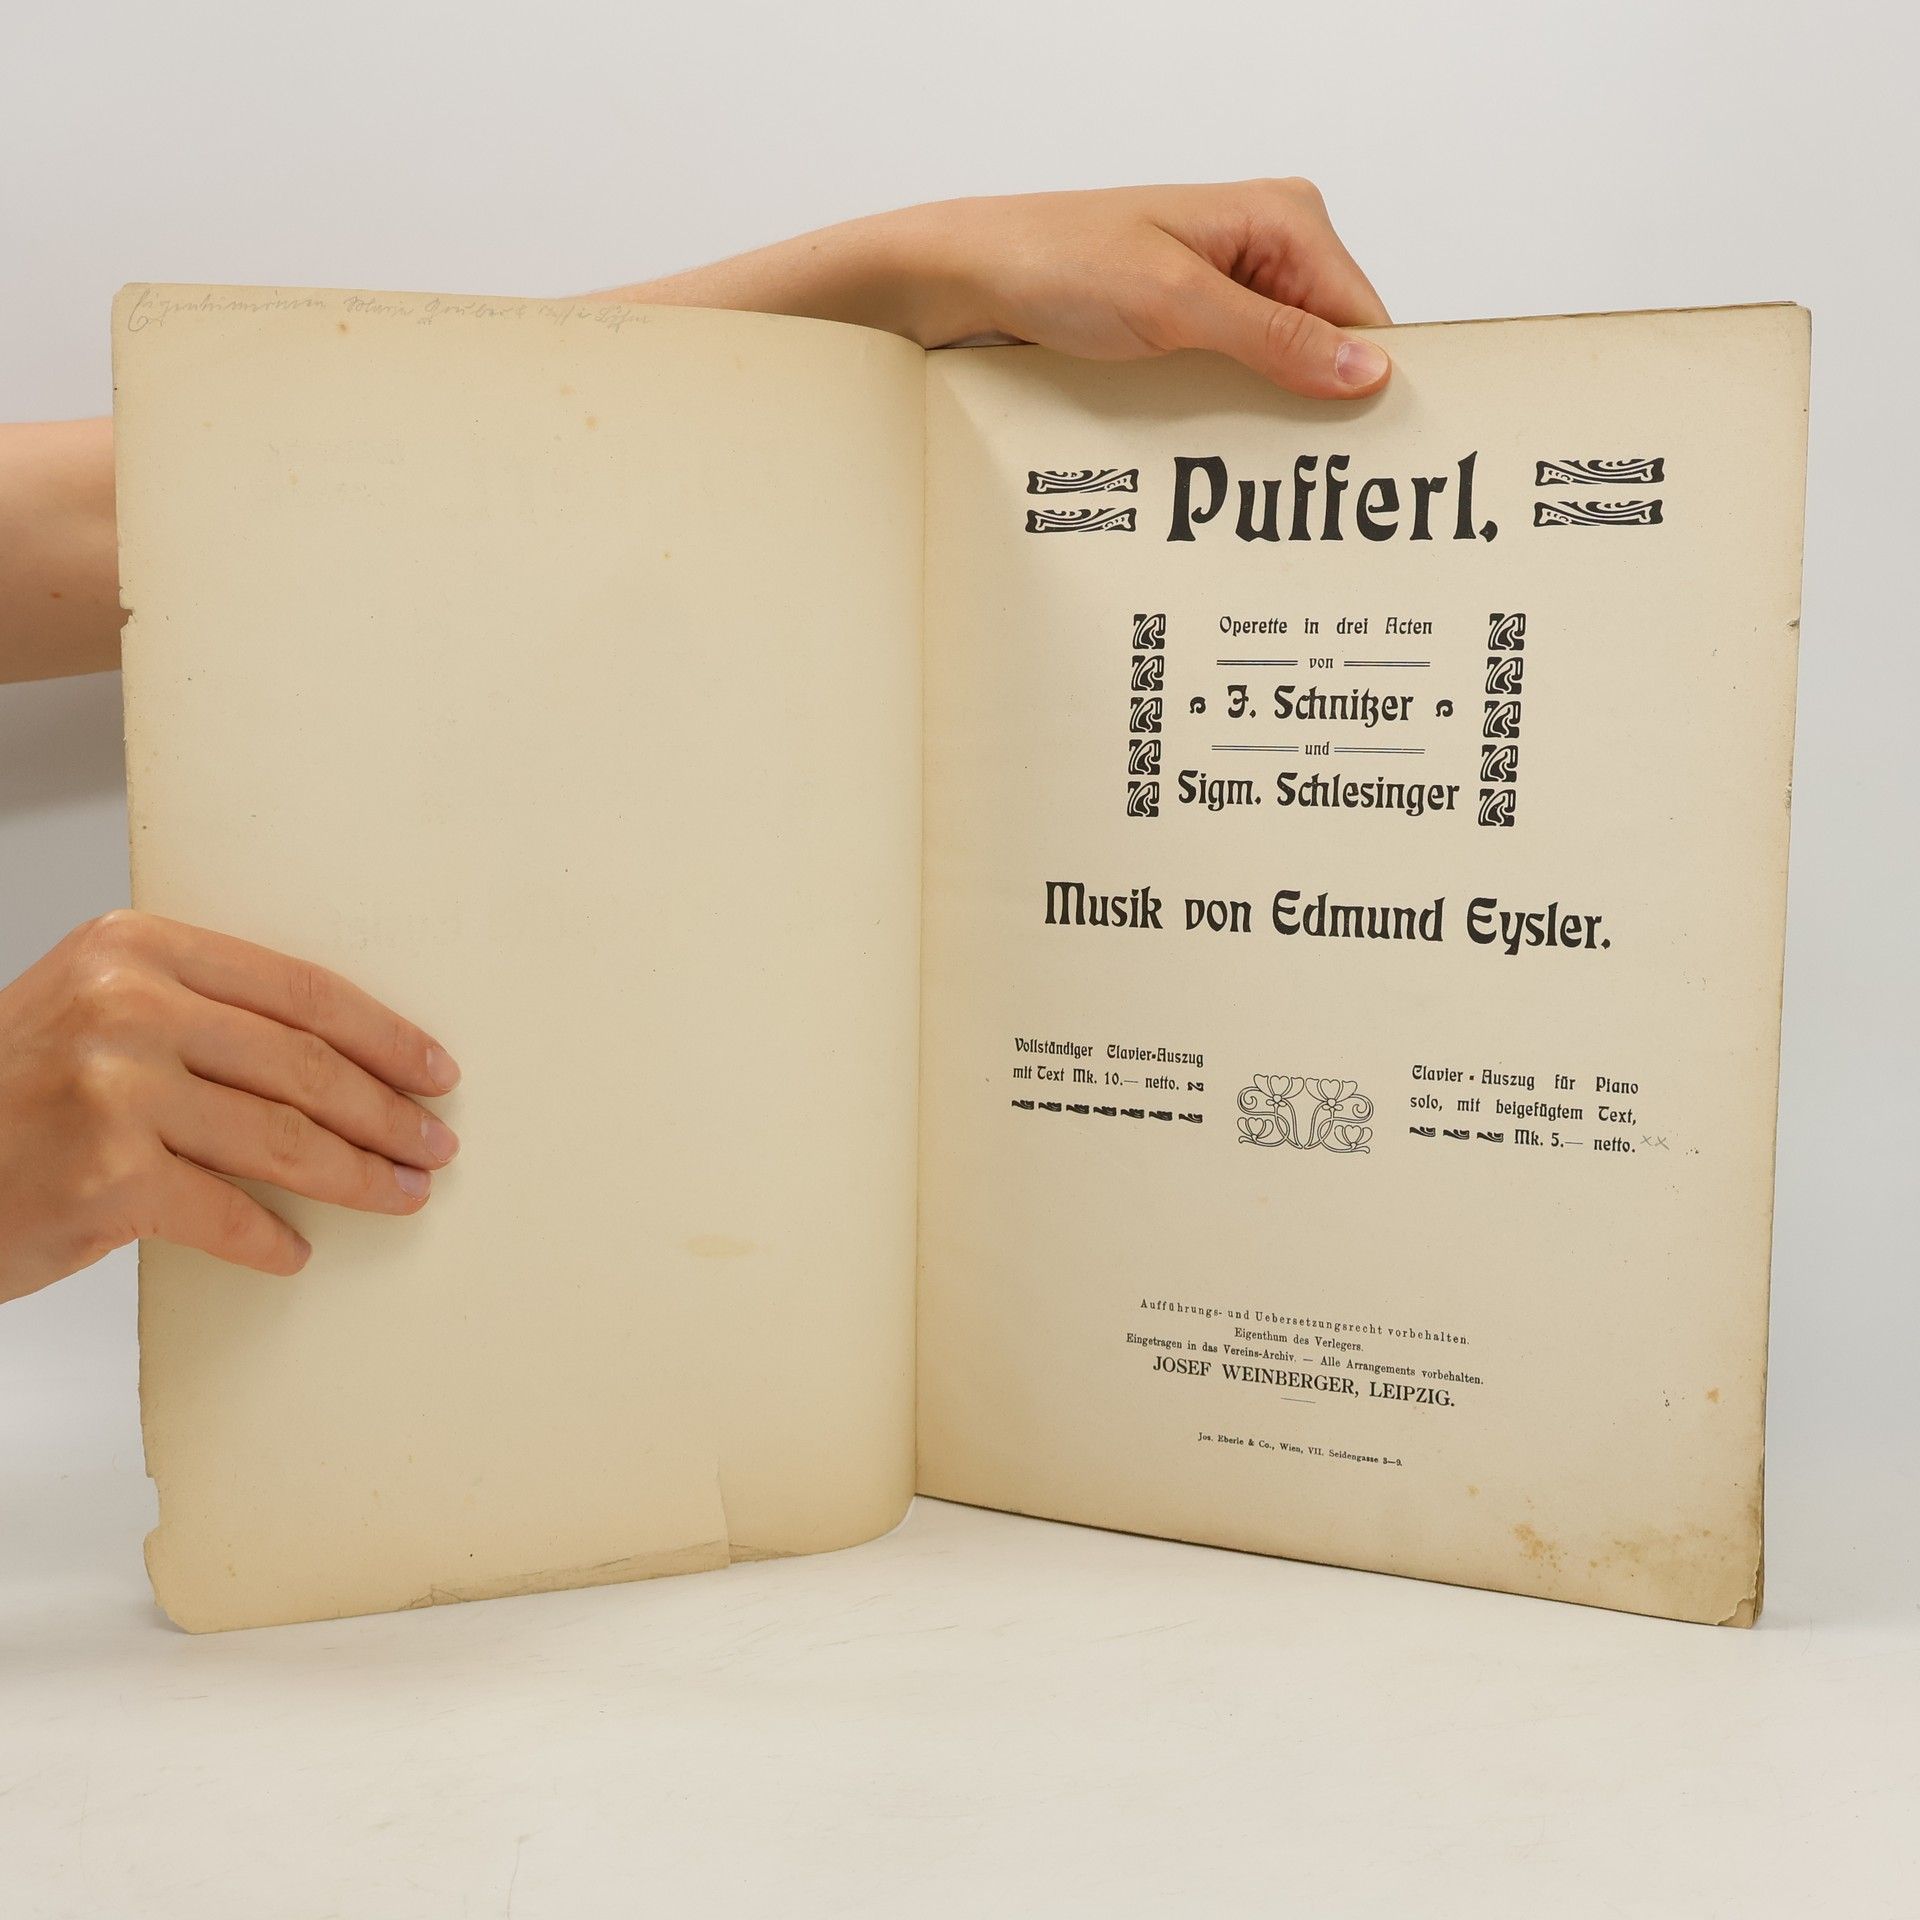 Eigentümerinn Marie
Pufferl,
Operette in drei Acten
von
J. Schnitzer
und
Sigm. Schlesinger
Musik von Edmund Eysler.
Vollständiger Clavier-Auszug
mit Text Mk. 10.— netto.
Clavier-Auszug für Piano
solo, mit beigefügtem Text,
Mk. 5.— netto. xx
Aufführungs- und Uebersetzungsrecht vorbehalten.
Eigenthum des Verlegers.
Eingetragen in das Vereins-Archiv. — Alle Arrangements vorbehalten.
JOSEF WEINBERGER, LEIPZIG.
Jos. Eberle & Co., Wien, VII. Seidengasse 3—9.